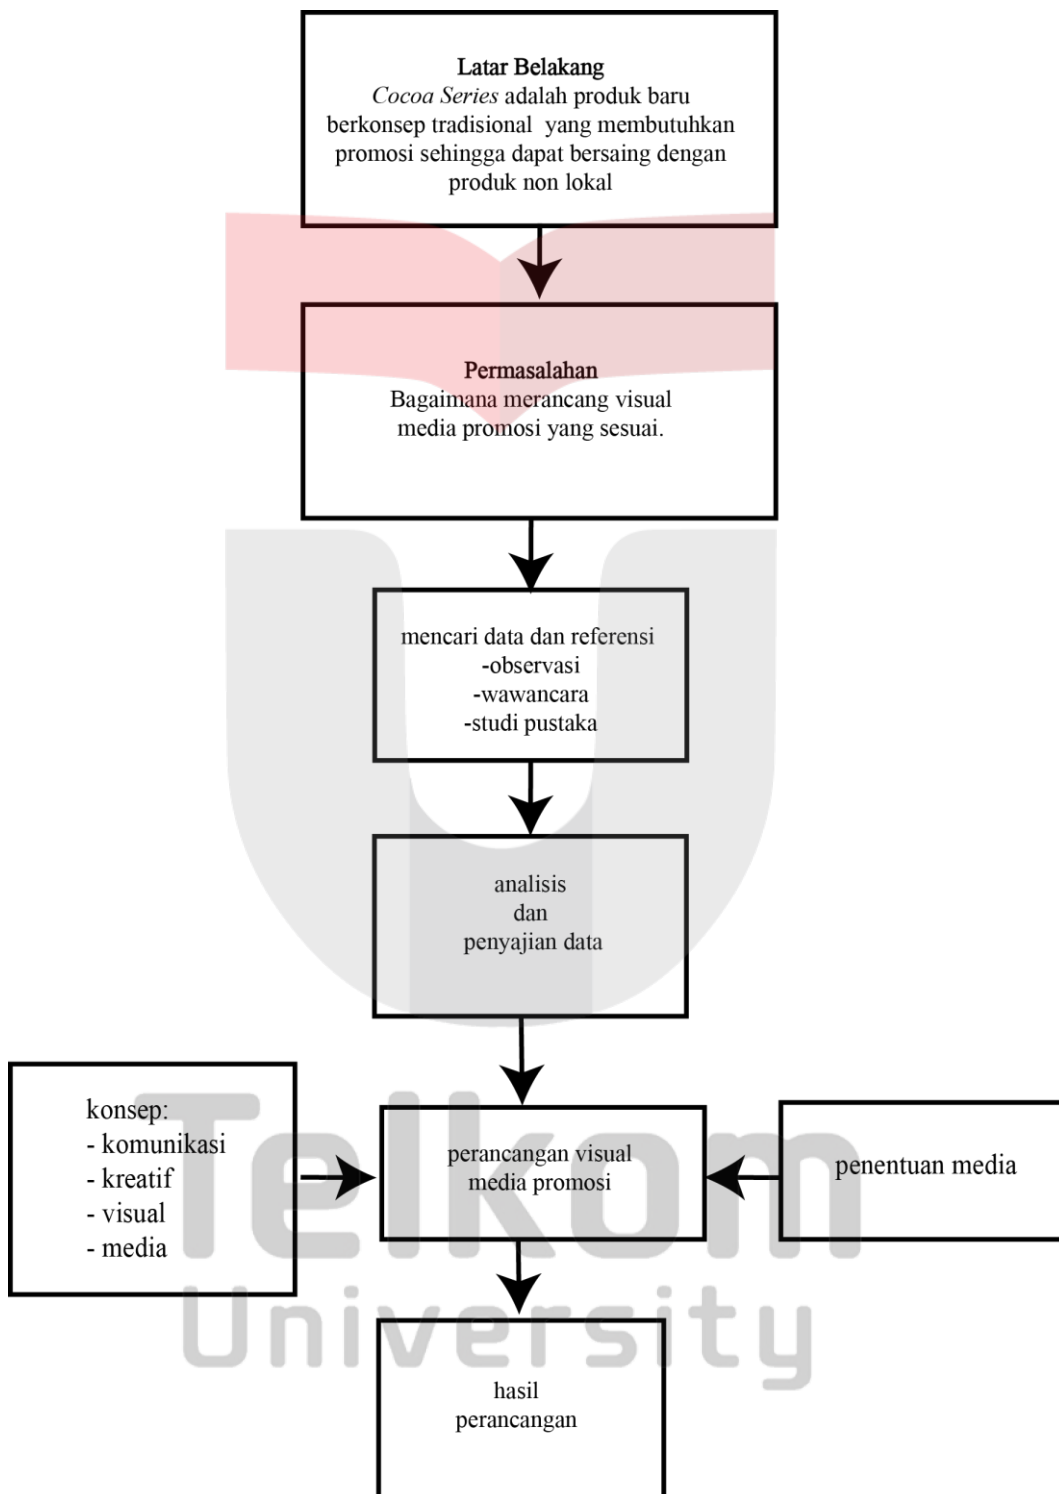 Latar Belakang
Cocoa Series adalah produk baru
berkonsep tradisional yang membutuhkan
promosi sehingga dapat bersaing dengan
produk non lokal
Permasalahan
Bagaimana merancang visual
media promosi yang sesuai.
mencari data dan referensi
-observasi
-wawancara
-studi pustaka
analisis
dan
penyajian data
konsep:
- komunikasi
- kreatif
- visual
- media
perancangan visual
media promosi
penentuan media
hasil
perancangan
Telkom
University